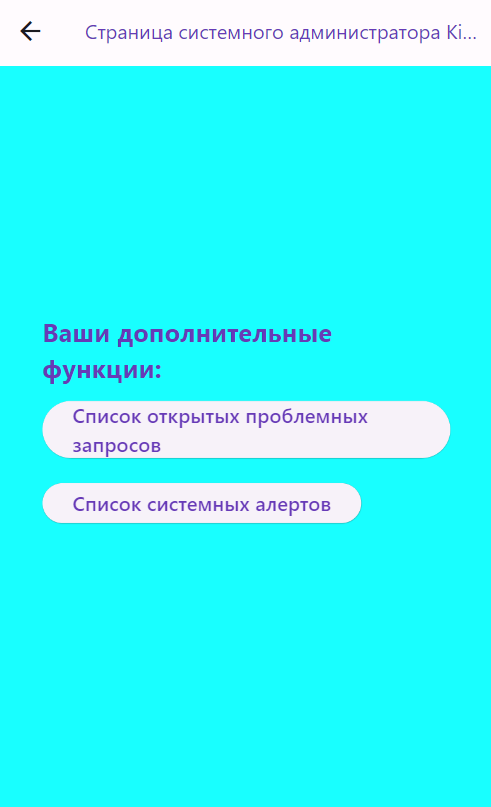 Страница системного администратора Ki...
Ваши дополнительные
функции:
Список открытых проблемных
запросов
Список системных алертов